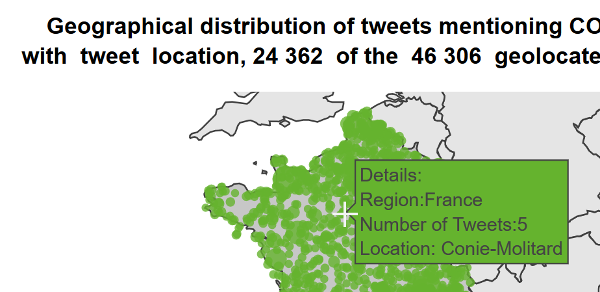 Geographical distribution of tweets mentioning CO
with tweet location, 24 362 of the 46 306 geolocate
Details:
Region:France
Number of Tweets:5
Location: Conie-Molitard